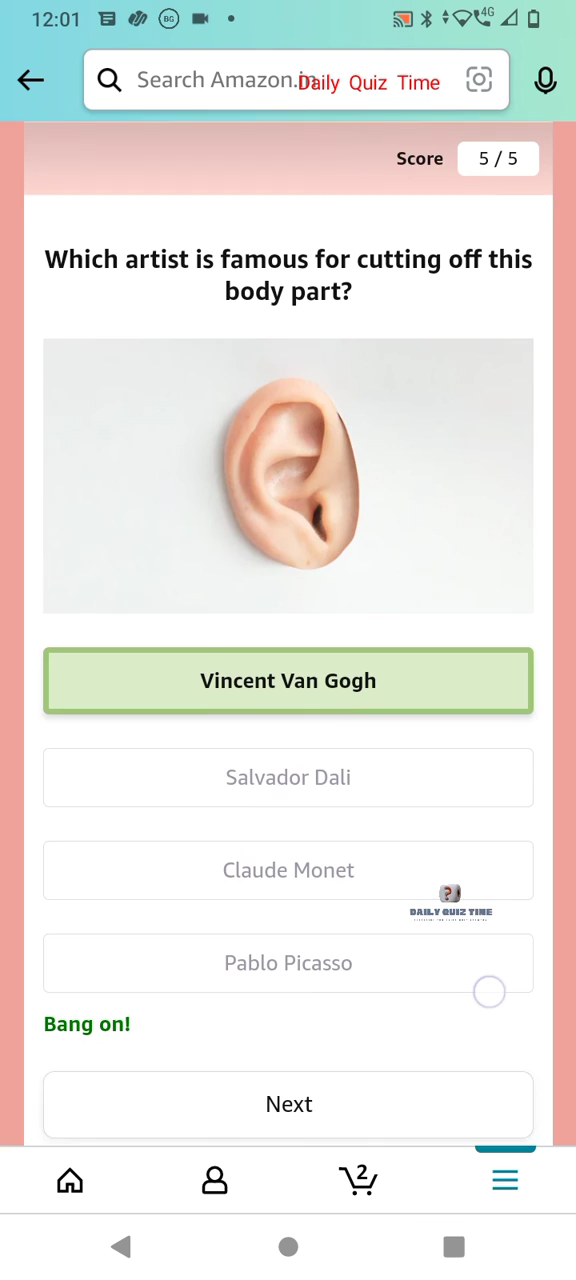 12:01 BG 4G
Search Amazon.in Daily Quiz Time
Score 5 / 5
Which artist is famous for cutting off this
body part?
Vincent Van Gogh
Salvador Dali
Claude Monet
?
DAILY QUIZ TIME
Pablo Picasso
Bang on!
Next
2